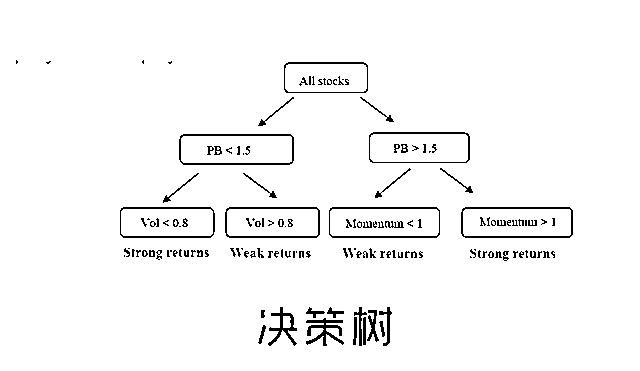 All stocks
PB < 1.5
PB > 1.5
Vol < 0.8
Vol > 0.8
Momentum < 1
Momentum > 1
Strong returns
Weak returns
Weak returns
Strong returns
决策树